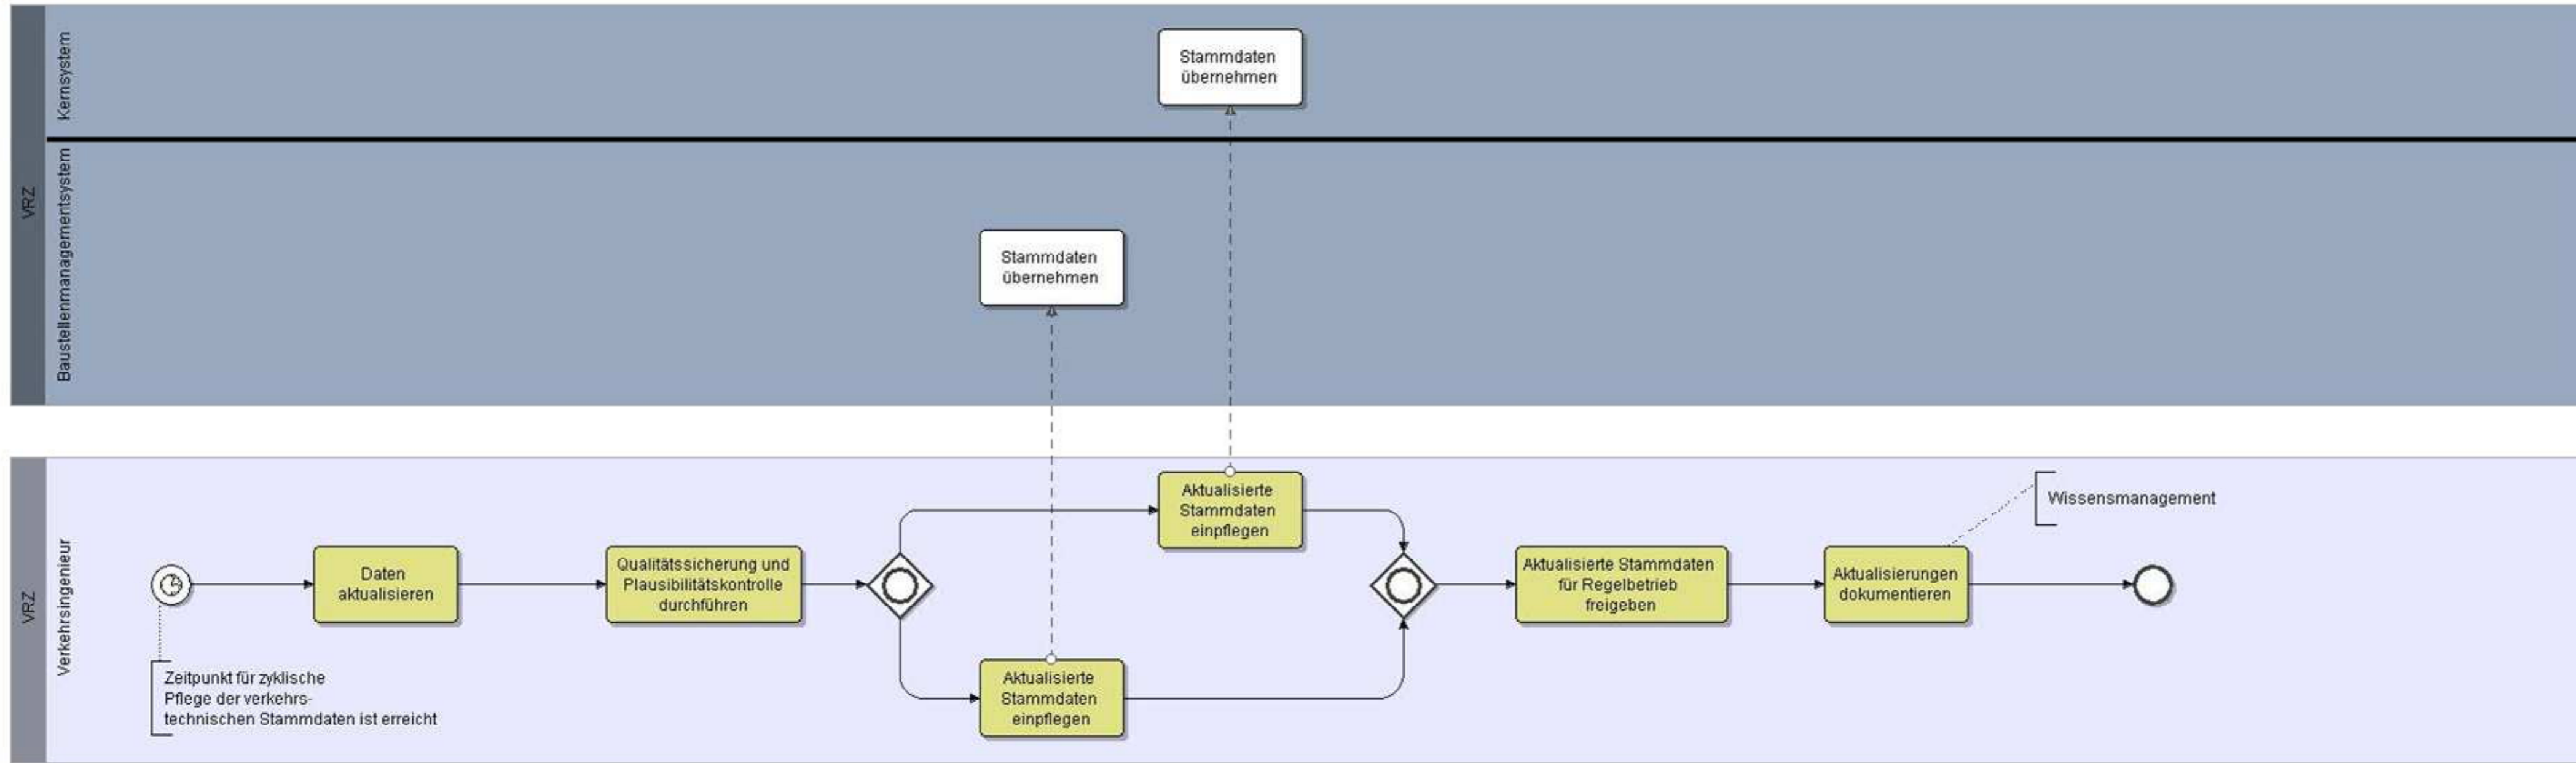 VRZ
Kernsystem
Stammdaten
übernehmen
Baustellenmanagementsystem
Stammdaten
übernehmen
VRZ
Verkehrsingenieur
Zeitpunkt für zyklische
Pflege der verkehrs-
technischen Stammdaten ist erreicht
Daten
aktualisieren
Qualitätssicherung und
Plausibilitätskontrolle
durchführen
Aktualisierte
Stammdaten
einpflegen
Aktualisierte
Stammdaten
einpflegen
Aktualisierte Stammdaten
für Regelbetrieb
freigeben
Aktualisierungen
dokumentieren
Wissensmanagement